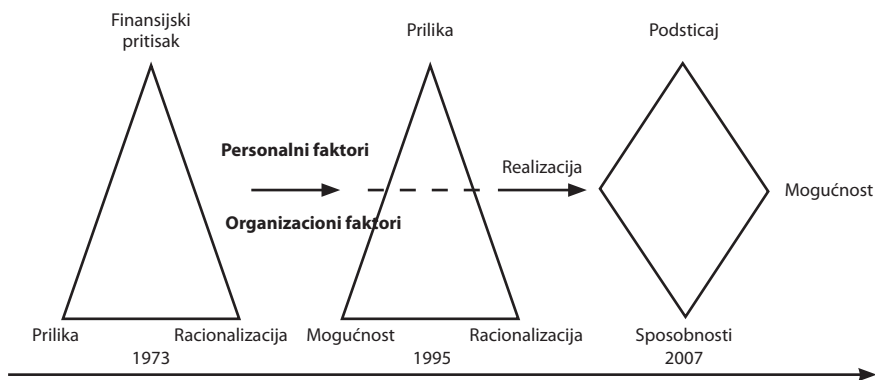 Finansijski
pritisak
Prilika
Podsticaj
Personalni faktori
Realizacija
Mogućnost
Organizacioni faktori
Prilika
Racionalizacija
Mogućnost
Racionalizacija
Sposobnosti
1973
1995
2007